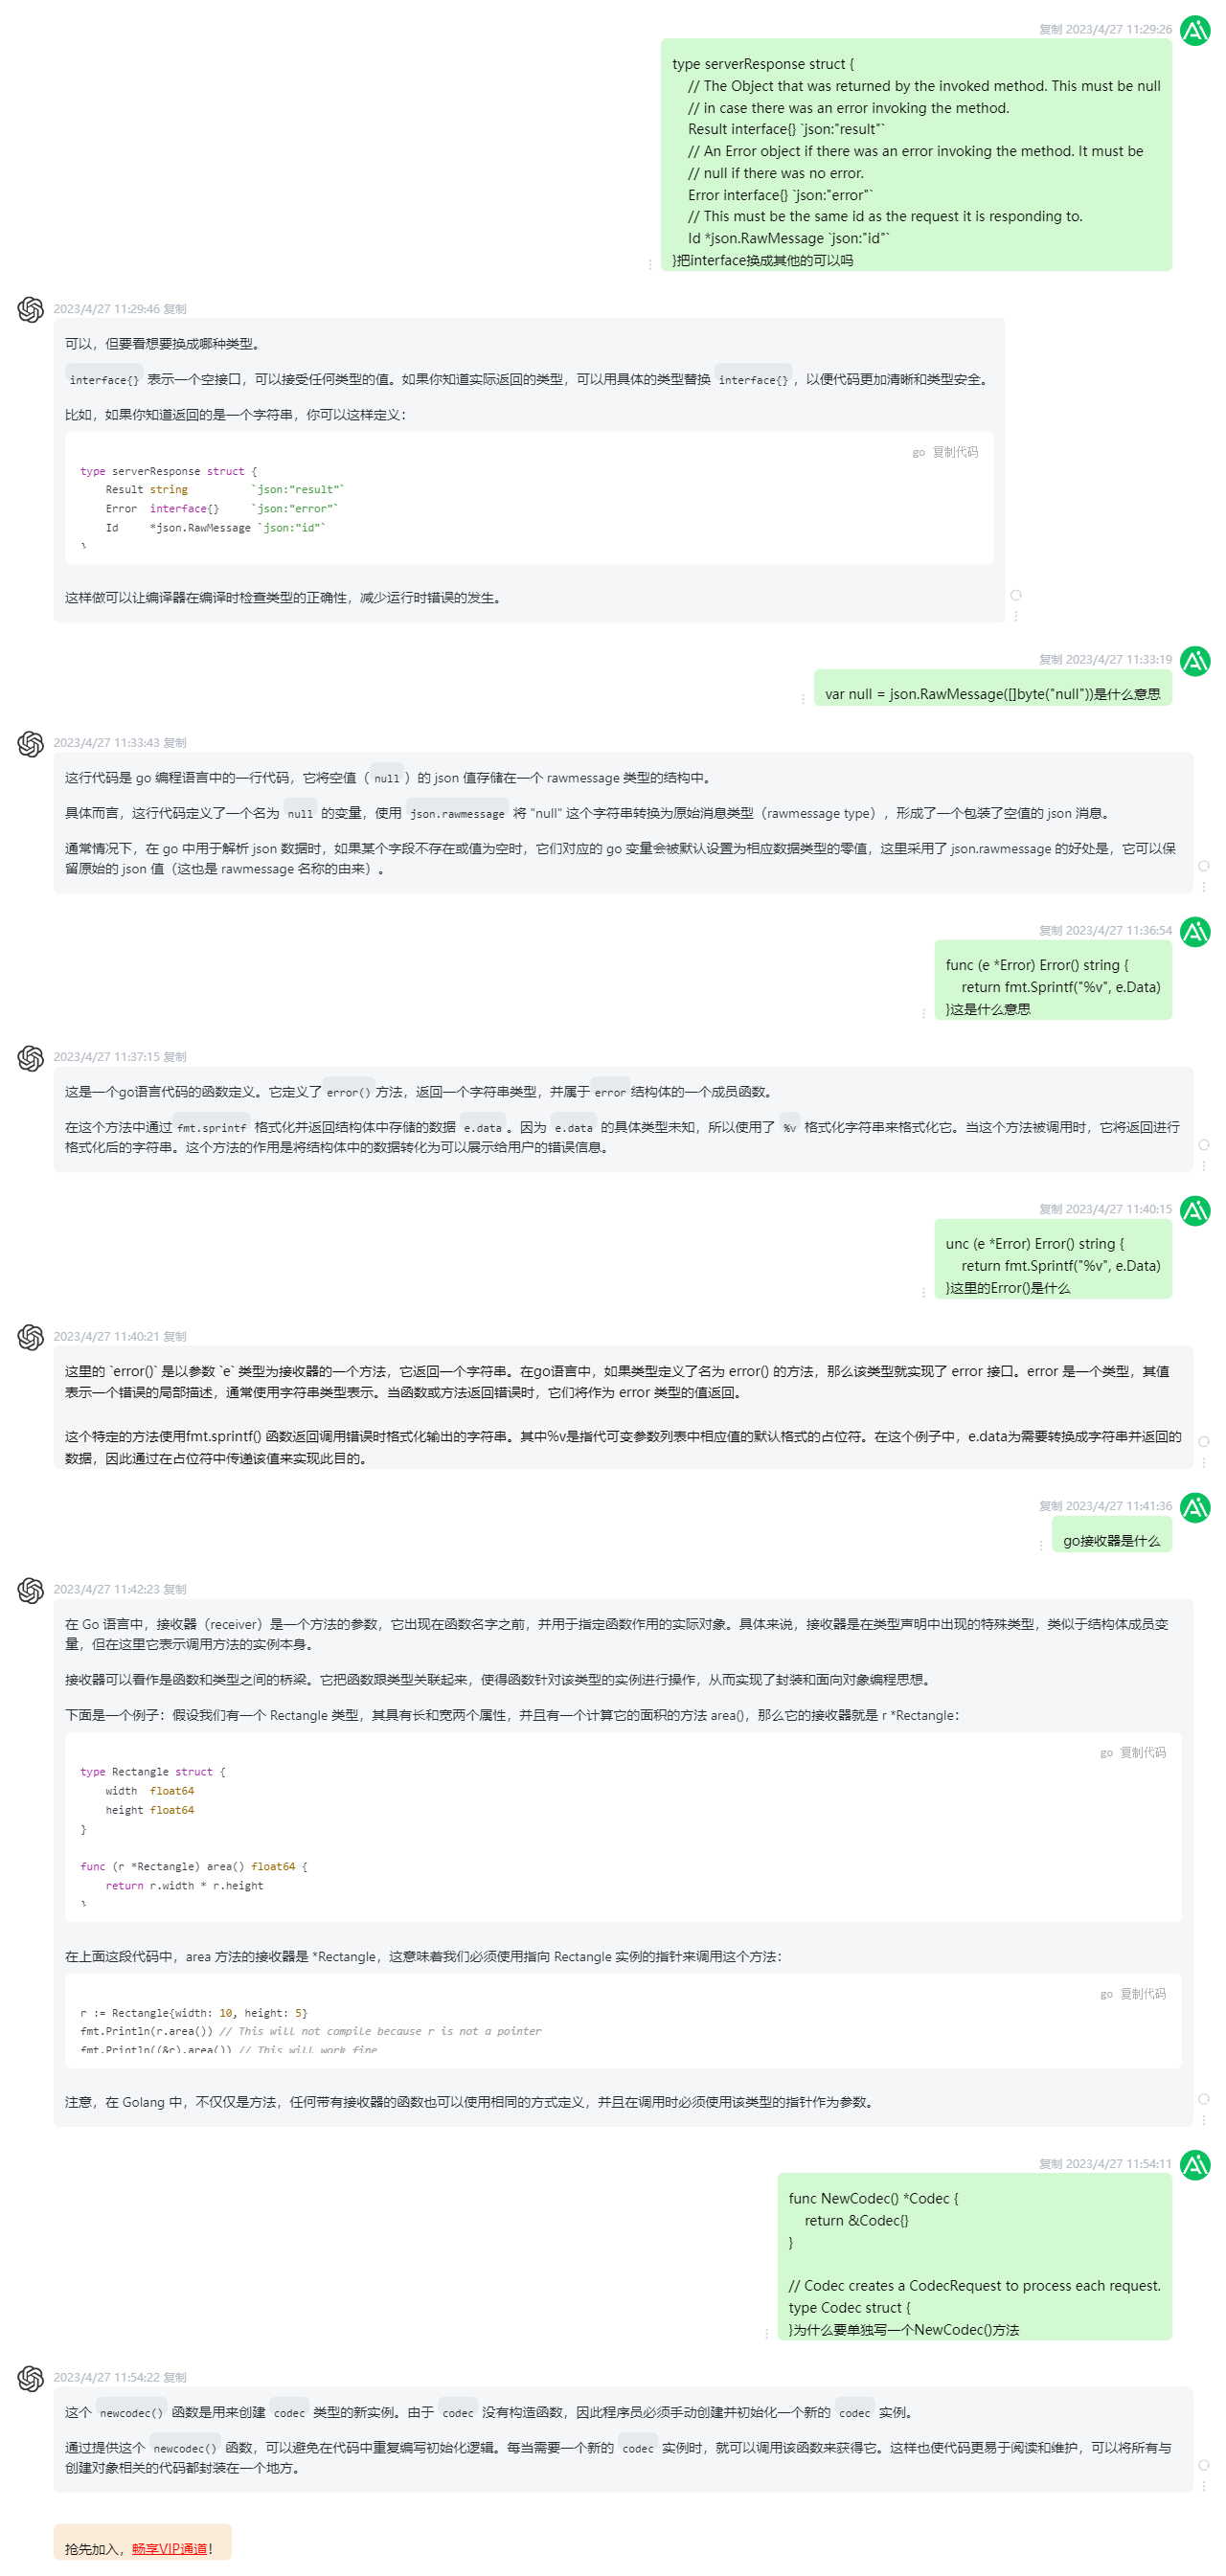 复制 2023/4/27 11:29:26
type serverResponse struct {
    // The Object that was returned by the invoked method. This must be null
    // in case there was an error invoking the method.
    Result interface{} `json:"result"`
    // An Error object if there was an error invoking the method. It must be
    // null if there was no error.
    Error interface{} `json:"error"`
    // This must be the same id as the request it is responding to.
    Id *json.RawMessage `json:"id"`
}把interface换成其他的可以吗
2023/4/27 11:29:46 复制
可以，但要看想要换成哪种类型。
interface{} 表示一个空接口，可以接受任何类型的值。如果你知道实际返回的类型，可以用具体的类型替换 interface{}，以便代码更加清晰和类型安全。
比如，如果你知道返回的是一个字符串，你可以这样定义：
go 复制代码
type serverResponse struct {
    Result string          `json:"result"`
    Error  interface{}     `json:"error"`
    Id     *json.RawMessage `json:"id"`
}
这样做可以让编译器在编译时检查类型的正确性，减少运行时错误的发生。
复制 2023/4/27 11:33:19
var null = json.RawMessage([]byte("null"))是什么意思
2023/4/27 11:33:43 复制
这行代码是 go 编程语言中的一行代码，它将空值（null）的 json 值存储在一个 rawmessage 类型的结构中。
具体而言，这行代码定义了一个名为 null 的变量，使用 json.rawmessage 将 "null" 这个字符串转换为原始消息类型（rawmessage type），形成了一个包装了空值的 json 消息。
通常情况下，在 go 中用于解析 json 数据时，如果某个字段不存在或值为空时，它们对应的 go 变量会被默认设置为相应数据类型的零值，这里采用了 json.rawmessage 的好处是，它可以保
留原始的 json 值（这也是 rawmessage 名称的由来）。
复制 2023/4/27 11:36:54
func (e *Error) Error() string {
    return fmt.Sprintf("%v", e.Data)
}这是什么意思
2023/4/27 11:37:15 复制
这是一个go语言代码的函数定义。它定义了error()方法，返回一个字符串类型，并属于error结构体的一个成员函数。
在这个方法中通过fmt.sprintf 格式化并返回结构体中存储的数据 e.data。因为 e.data 的具体类型未知，所以使用了 %v 格式化字符串来格式化它。当这个方法被调用时，它将返回进行
格式化后的字符串。这个方法的作用是将结构体中的数据转化为可以展示给用户的错误信息。
复制 2023/4/27 11:40:15
unc (e *Error) Error() string {
    return fmt.Sprintf("%v", e.Data)
}这里的Error()是什么
2023/4/27 11:40:21 复制
这里的 `error()` 是以参数 `e` 类型为接收器的一个方法，它返回一个字符串。在go语言中，如果类型定义了名为 error() 的方法，那么该类型就实现了 error 接口。error 是一个类型，其值
表示一个错误的局部描述，通常使用字符串类型表示。当函数或方法返回错误时，它们将作为 error 类型的值返回。
这个特定的方法使用fmt.sprintf() 函数返回调用错误时格式化输出的字符串。其中%v是指代可变参数列表中相应值的默认格式的占位符。在这个例子中，e.data为需要转换成字符串并返回的
数据，因此通过在占位符中传递该值来实现此目的。
复制 2023/4/27 11:41:36
go接收器是什么
2023/4/27 11:42:23 复制
在 Go 语言中，接收器（receiver）是一个方法的参数，它出现在函数名字之前，并用于指定函数作用的实际对象。具体来说，接收器是在类型声明中出现的特殊类型，类似于结构体成员变
量，但在这里它表示调用方法的实例本身。
接收器可以看作是函数和类型之间的桥梁。它把函数跟类型关联起来，使得函数针对该类型的实例进行操作，从而实现了封装和面向对象编程思想。
下面是一个例子：假设我们有一个 Rectangle 类型，其具有长和宽两个属性，并且有一个计算它的面积的方法 area()，那么它的接收器就是 r *Rectangle：
go 复制代码
type Rectangle struct {
    width  float64
    height float64
}
func (r *Rectangle) area() float64 {
    return r.width * r.height
}
在上面这段代码中，area 方法的接收器是 *Rectangle，这意味着我们必须使用指向 Rectangle 实例的指针来调用这个方法：
go 复制代码
r := Rectangle{width: 10, height: 5}
fmt.Println(r.area()) // This will not compile because r is not a pointer
fmt.Println((&r).area()) // This will work fine
注意，在 Golang 中，不仅仅是方法，任何带有接收器的函数也可以使用相同的方式定义，并且在调用时必须使用该类型的指针作为参数。
复制 2023/4/27 11:54:11
func NewCodec() *Codec {
    return &Codec{}
}
// Codec creates a CodecRequest to process each request.
type Codec struct {
}为什么要单独写一个NewCodec()方法
2023/4/27 11:54:22 复制
这个 newcodec() 函数是用来创建 codec 类型的新实例。由于 codec 没有构造函数，因此程序员必须手动创建并初始化一个新的 codec 实例。
通过提供这个 newcodec() 函数，可以避免在代码中重复编写初始化逻辑。每当需要一个新的 codec 实例时，就可以调用该函数来获得它。这样也使代码更易于阅读和维护，可以将所有与
创建对象相关的代码都封装在一个地方。
抢先加入，畅享VIP通道！